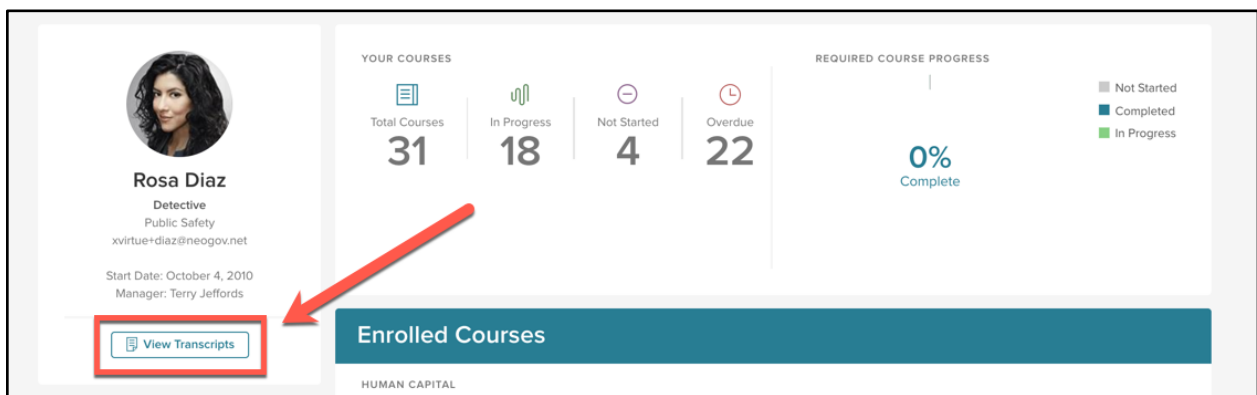 Rosa Diaz
Detective
Public Safety
xvirtue+diaz@neogov.net
Start Date: October 4, 2010
Manager: Terry Jeffords
View Transcripts
YOUR COURSES
Total Courses
31
In Progress
18
Not Started
4
Overdue
22
REQUIRED COURSE PROGRESS
0%
Complete
Not Started
Completed
In Progress
Enrolled Courses
HUMAN CAPITAL